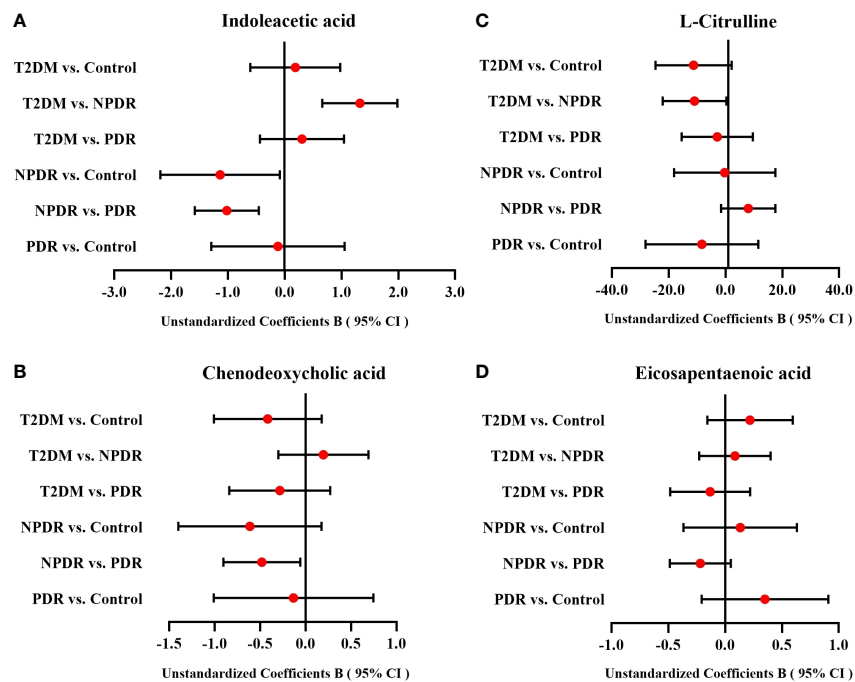 A
Indoleacetic acid
T2DM vs. Control
T2DM vs. NPDR
T2DM vs. PDR
NPDR vs. Control
NPDR vs. PDR
PDR vs. Control
-3.0 -2.0 -1.0 0.0 1.0 2.0 3.0
Unstandardized Coefficients B ( 95% CI )
C
L-Citrulline
T2DM vs. Control
T2DM vs. NPDR
T2DM vs. PDR
NPDR vs. Control
NPDR vs. PDR
PDR vs. Control
-40.0 -20.0 0.0 20.0 40.0
Unstandardized Coefficients B ( 95% CI )
B
Chenodeoxycholic acid
T2DM vs. Control
T2DM vs. NPDR
T2DM vs. PDR
NPDR vs. Control
NPDR vs. PDR
PDR vs. Control
-1.5 -1.0 -0.5 0.0 0.5 1.0
Unstandardized Coefficients B ( 95% CI )
D
Eicosapentaenoic acid
T2DM vs. Control
T2DM vs. NPDR
T2DM vs. PDR
NPDR vs. Control
NPDR vs. PDR
PDR vs. Control
-1.0 -0.5 0.0 0.5 1.0
Unstandardized Coefficients B ( 95% CI )